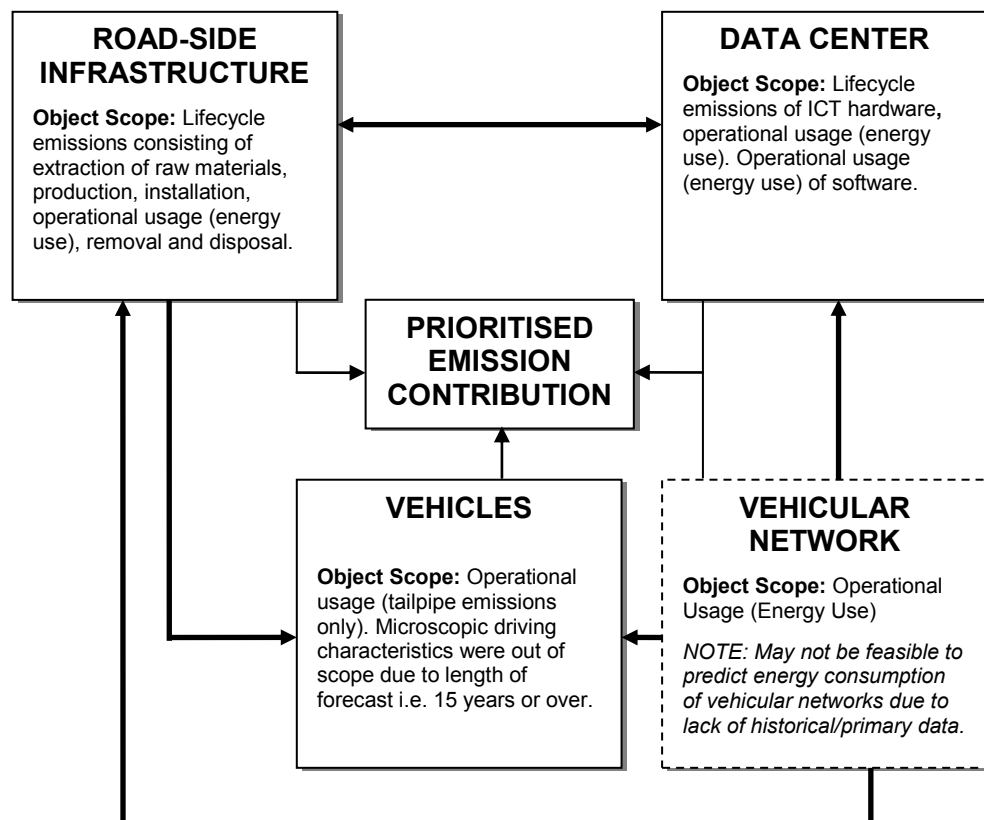 ROAD-SIDE
INFRASTRUCTURE
Object Scope: Lifecycle
emissions consisting of
extraction of raw materials,
production, installation,
operational usage (energy
use), removal and disposal.
DATA CENTER
Object Scope: Lifecycle
emissions of ICT hardware,
operational usage (energy
use). Operational usage
(energy use) of software.
PRIORITISED
EMISSION
CONTRIBUTION
VEHICLES
Object Scope: Operational
usage (tailpipe emissions
only). Microscopic driving
characteristics were out of
scope due to length of
forecast i.e. 15 years or over.
VEHICULAR
NETWORK
Object Scope: Operational
Usage (Energy Use)
NOTE: May not be feasible to
predict energy consumption
of vehicular networks due to
lack of historical/primary data.